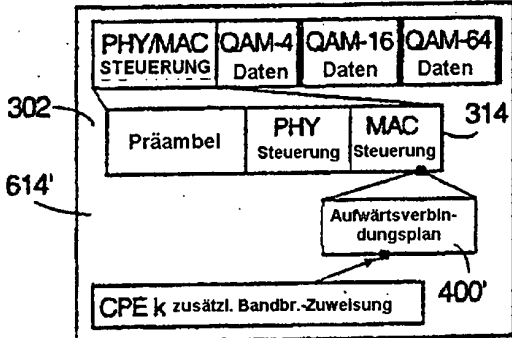 PHY/MAC STEUERUNG
QAM-4 Daten
QAM-16 Daten
QAM-64 Daten
302
Präambel
PHY Steuerung
MAC Steuerung
314
614'
Aufwärtsverbin-
dungsplan
400'
CPE k zusätzl. Bandbr.-Zuweisung